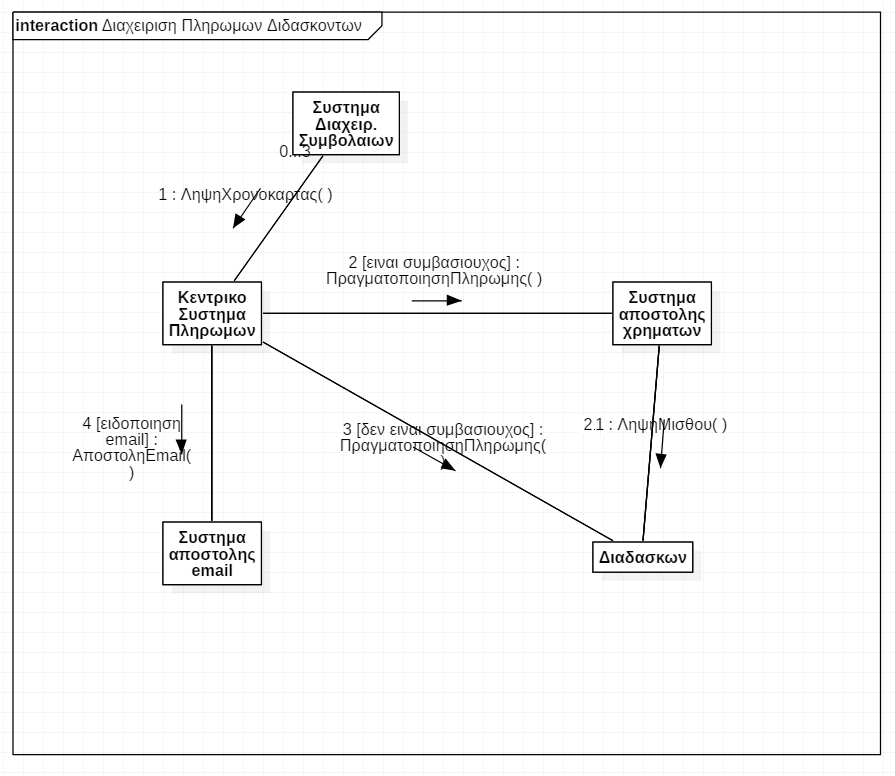 interaction Διαχειριση Πληρωμων Διδασκοντων
Συστημα
Διαχειρ.
Συμβολαιων
0...3
1 : ΛηψηΧρονοκαρτας( )
2 [ειναι συμβασιουχος] :
ΠραγματοποιησηΠληρωμης( )
Κεντρικο
Συστημα
Πληρωμων
Συστημα
αποστολης
χρηματων
4 [ειδοποιηση
email] :
ΑποστοληEmail(
)
3 [δεν ειναι συμβασιουχος] :
ΠραγματοποιησηΠληρωμης(
)
2.1 : ΛηψηΜισθου( )
Συστημα
αποστολης
email
Διαδασκων